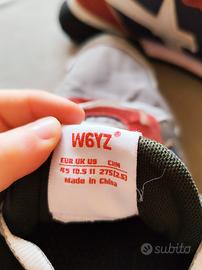 W6YZ®
EUR UK US CHN
45 10.5 11 275(2.5)
Made in China
subito